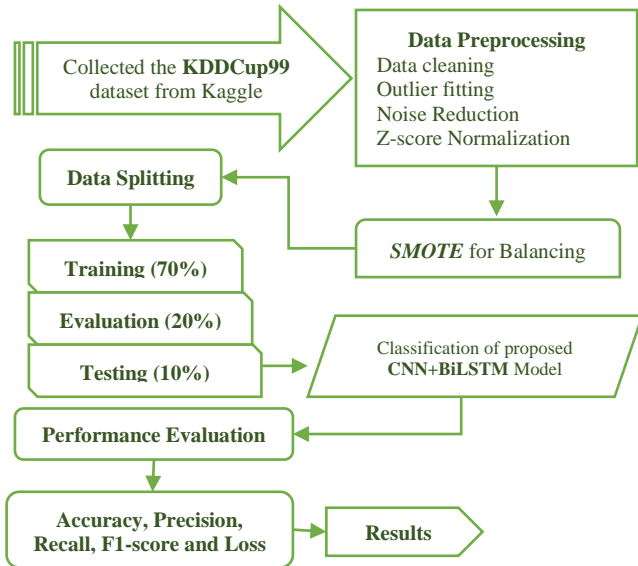 Collected the KDDCup99
dataset from Kaggle
Data Preprocessing
Data cleaning
Outlier fitting
Noise Reduction
Z-score Normalization
SMOTE for Balancing
Data Splitting
Training (70%)
Evaluation (20%)
Testing (10%)
Classification of proposed
CNN+BiLSTM Model
Performance Evaluation
Accuracy, Precision,
Recall, F1-score and Loss
Results